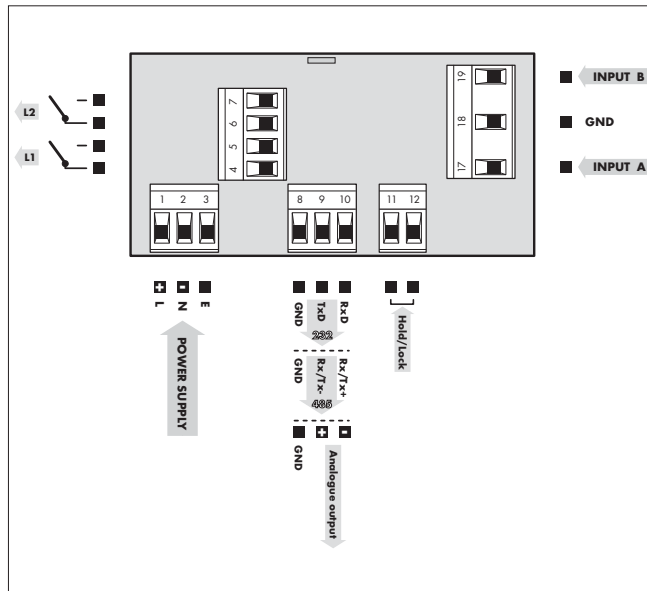 L2
L1
7
6
5
4
19
18
17
INPUT B
GND
INPUT A
1 2 3
8 9 10
11 12
L N E
+ -
POWER SUPPLY
GND TxD RxD
232
GND Rx/Tx- Rx/Tx+
485
+ -
GND
Analogue output
Hold/Lock